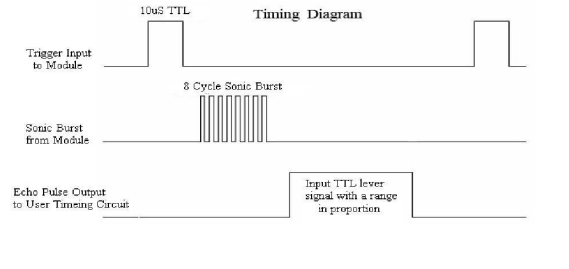 10uS TTL
Timing Diagram
Trigger Input
to Module
8 Cycle Sonic Burst
Sonic Burst
from Module
Input TTL lever
signal with a range
in proportion
Echo Pulse Output
to User Timeing Circuit